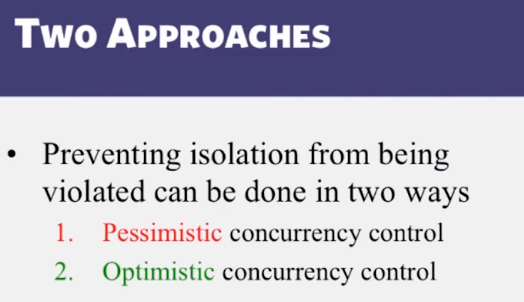 TWO APPROACHES
• Preventing isolation from being
violated can be done in two ways
1. Pessimistic concurrency control
2. Optimistic concurrency control